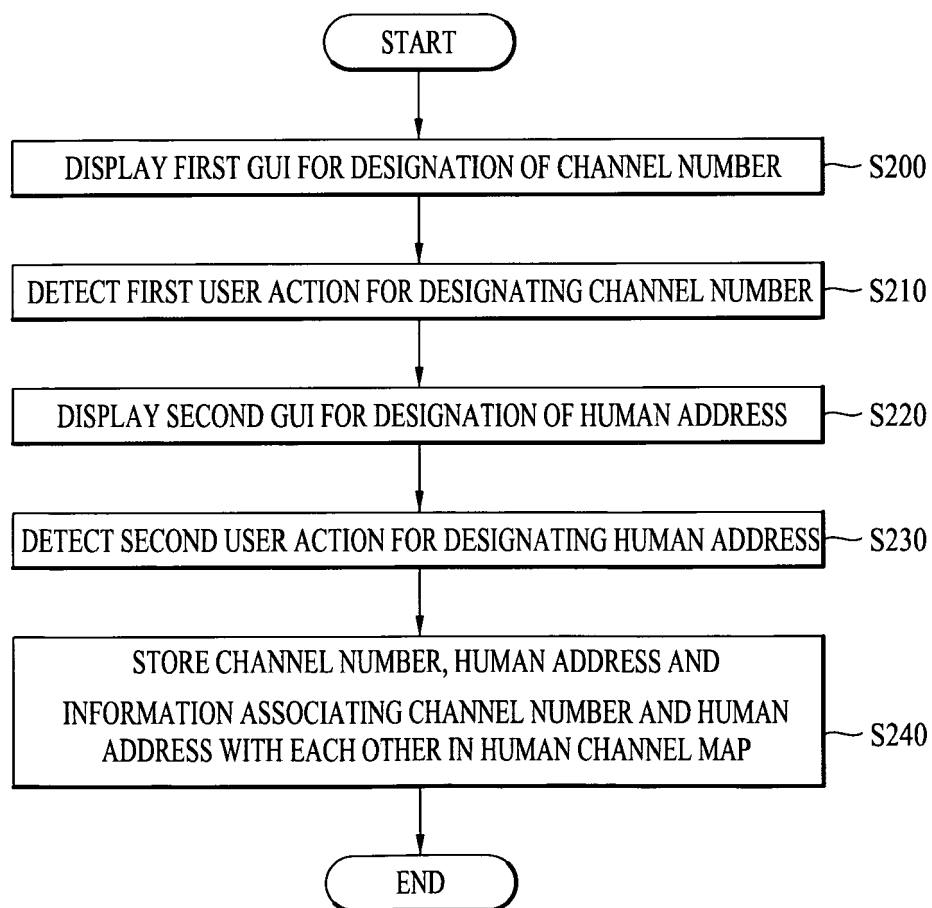 START
DISPLAY FIRST GUI FOR DESIGNATION OF CHANNEL NUMBER
S200
DETECT FIRST USER ACTION FOR DESIGNATING CHANNEL NUMBER
S210
DISPLAY SECOND GUI FOR DESIGNATION OF HUMAN ADDRESS
S220
DETECT SECOND USER ACTION FOR DESIGNATING HUMAN ADDRESS
S230
STORE CHANNEL NUMBER, HUMAN ADDRESS AND
INFORMATION ASSOCIATING CHANNEL NUMBER AND HUMAN
ADDRESS WITH EACH OTHER IN HUMAN CHANNEL MAP
S240
END